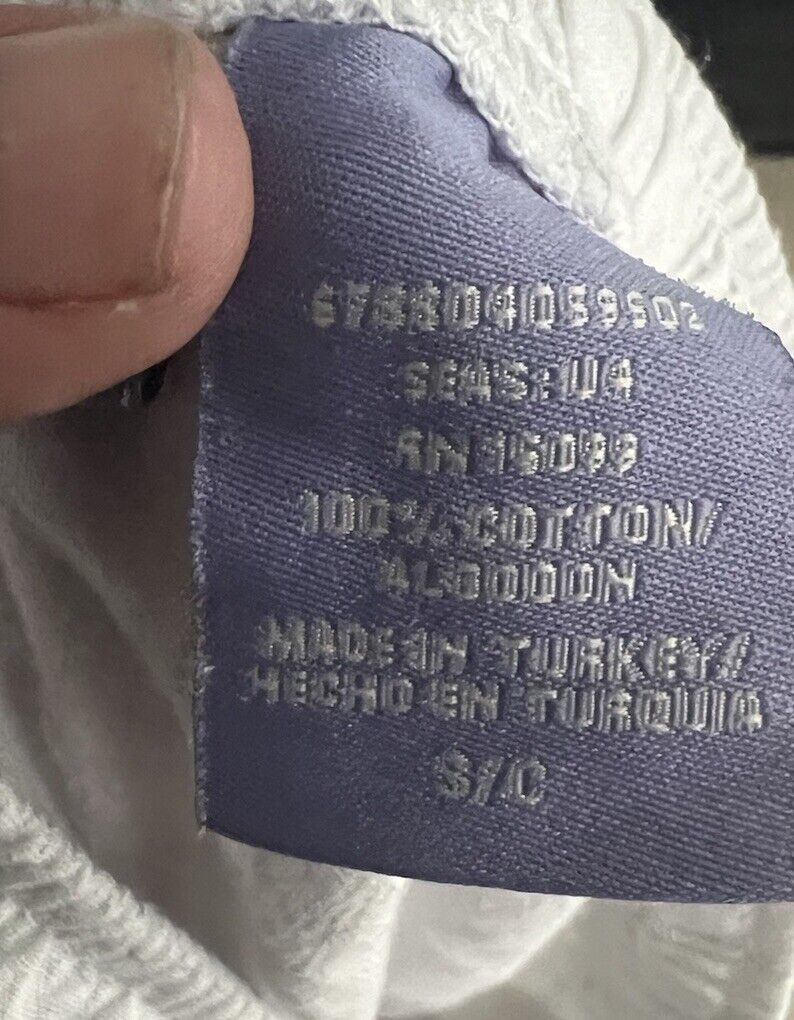 SEAS:U4
100% COTTON/
ALGODON
MADE IN TURKEY/
HECHO EN TURQUIA
S/C